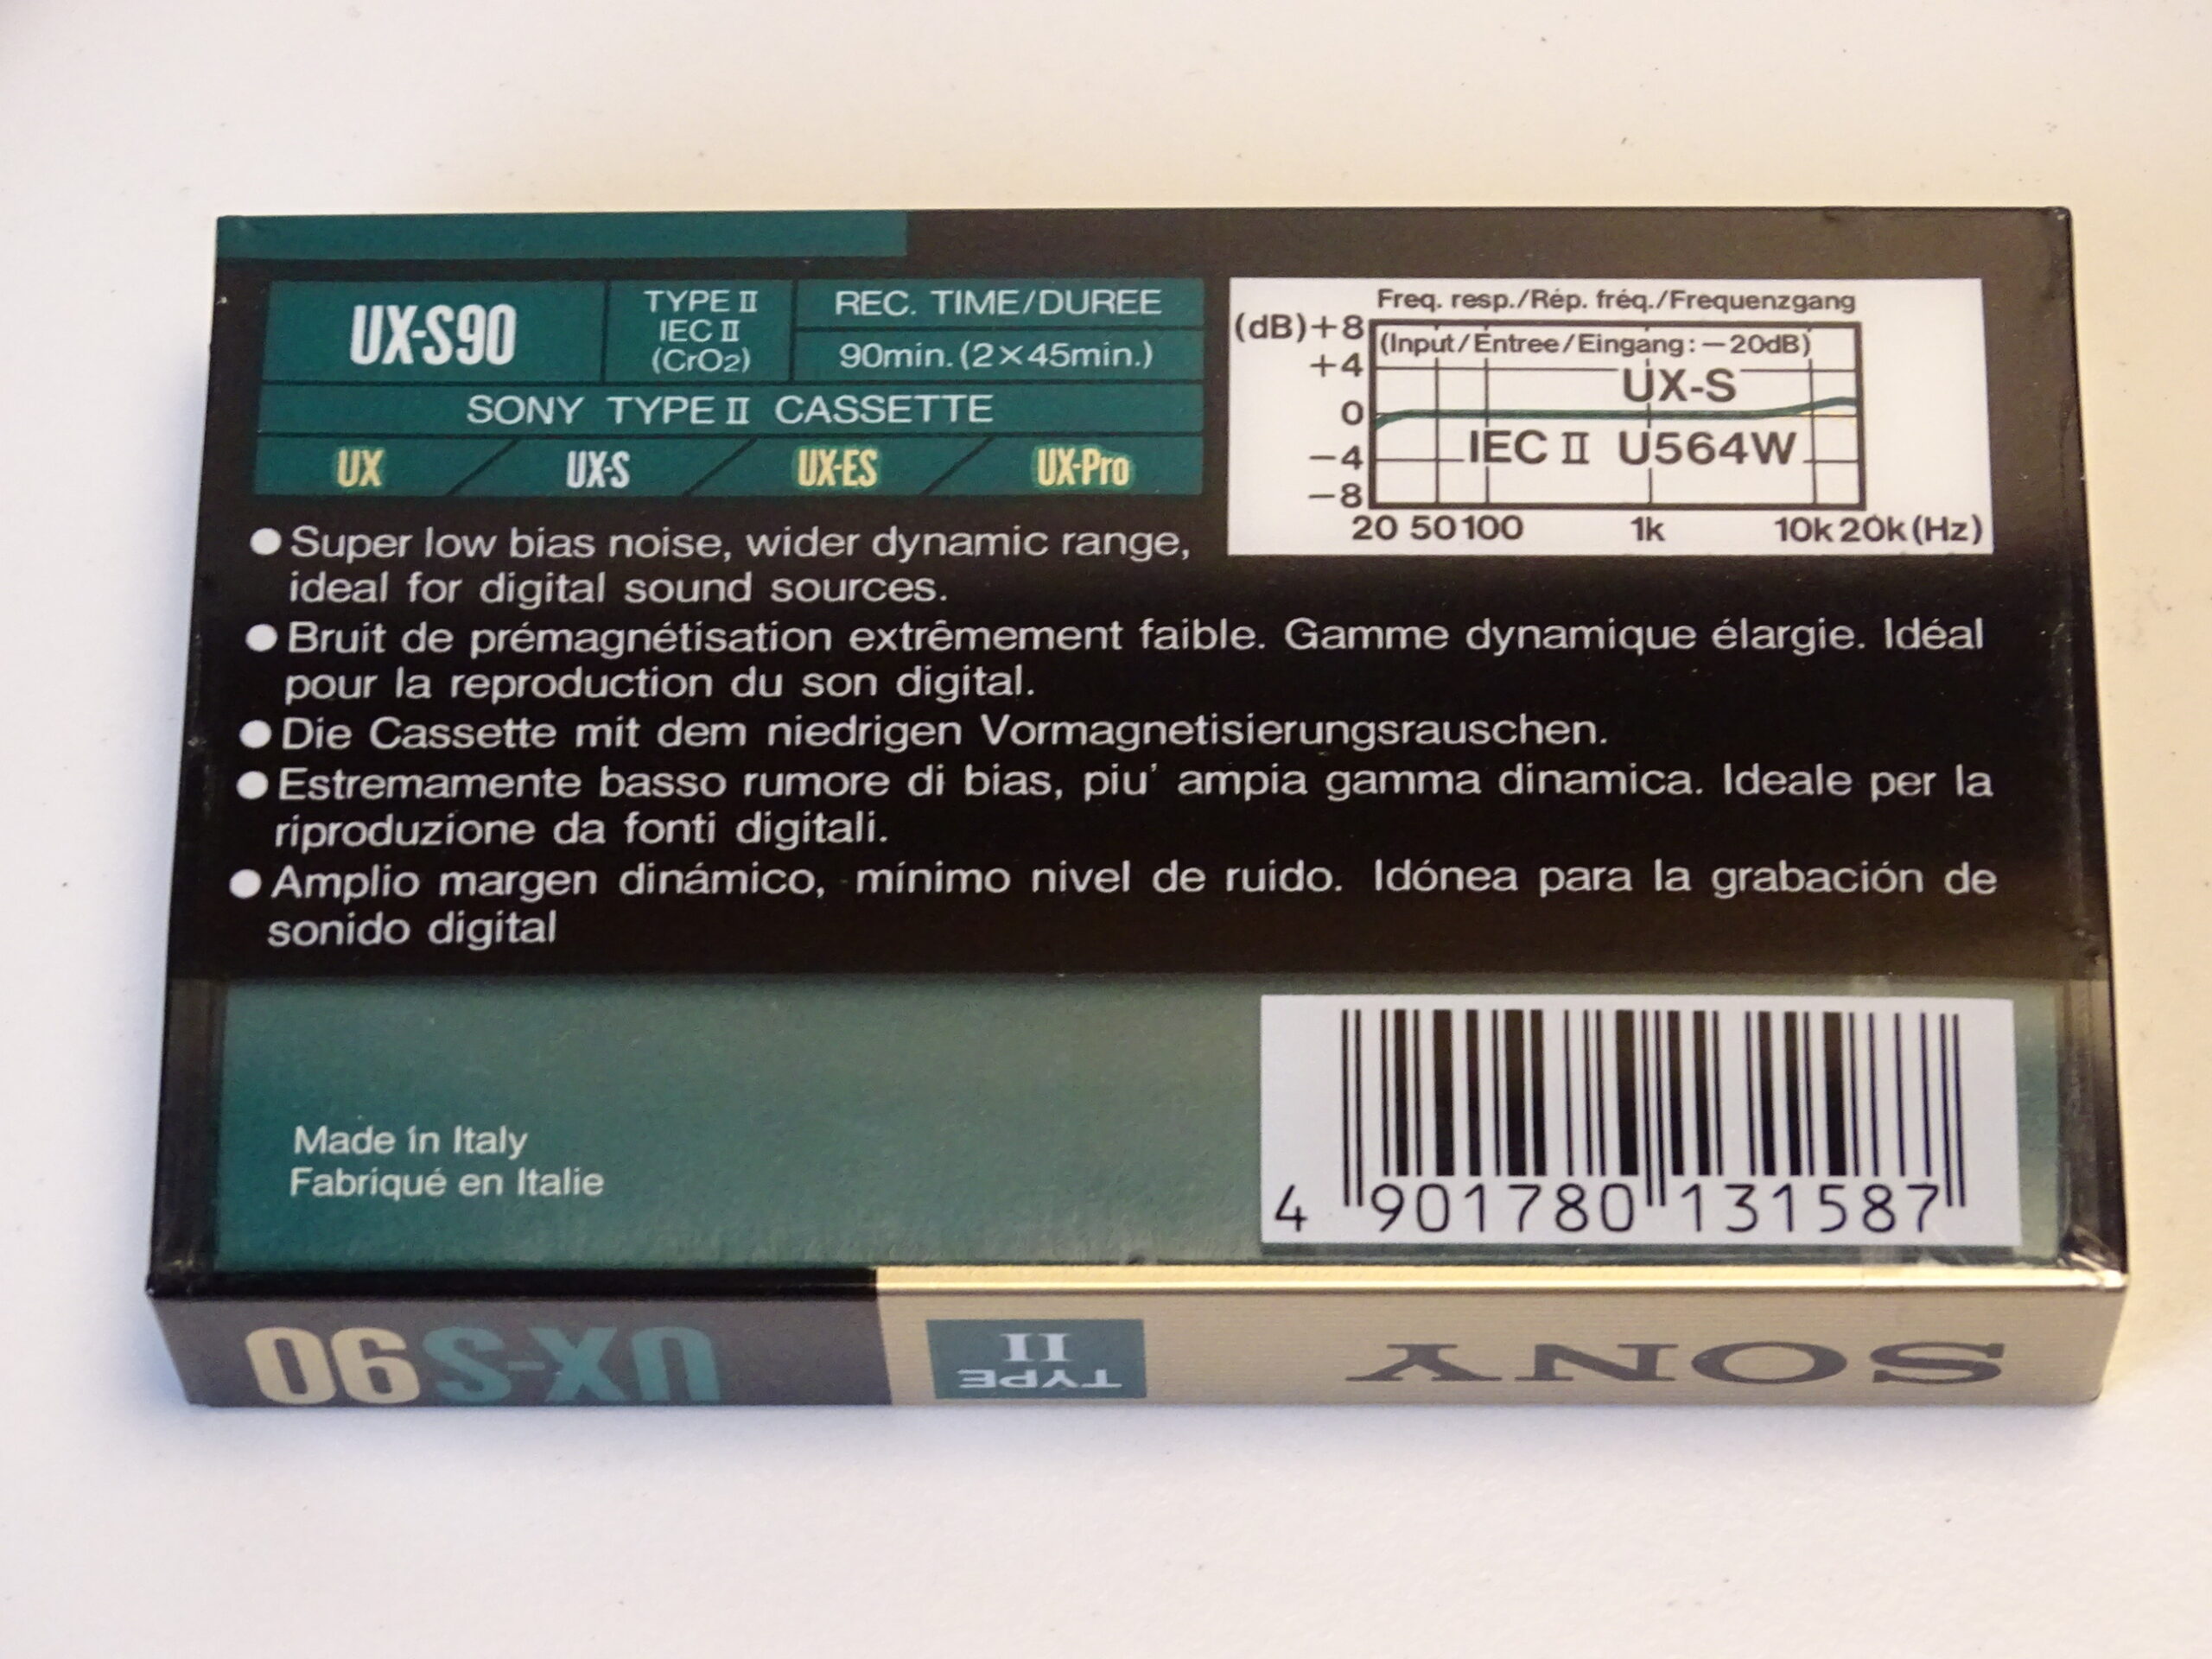 UX-S90
TYPE II
IEC II
(CrO2)
REC. TIME/DUREE
90min. (2×45min.)
SONY TYPE II CASSETTE
UX / UX-S / UX-ES / UX-Pro
Freq. resp./Rép. fréq./Frequenzgang
(dB)
(Input/Entree/Eingang: −20dB)
+8
+4
0
−4
−8
UX-S
IEC II U564W
20 50 100 1k 10k 20k (Hz)
● Super low bias noise, wider dynamic range,
ideal for digital sound sources.
● Bruit de prémagnétisation extrêmement faible. Gamme dynamique élargie. Idéal
pour la reproduction du son digital.
● Die Cassette mit dem niedrigen Vormagnetisierungsrauschen.
● Estremamente basso rumore di bias, piu' ampia gamma dinamica. Ideale per la
riproduzione da fonti digitali.
● Amplio margen dinámico, mínimo nivel de ruido. Idónea para la grabación de
sonido digital
Made in Italy
Fabriqué en Italie
4 901780 131587
SONY
TYPE
II
UX-S90